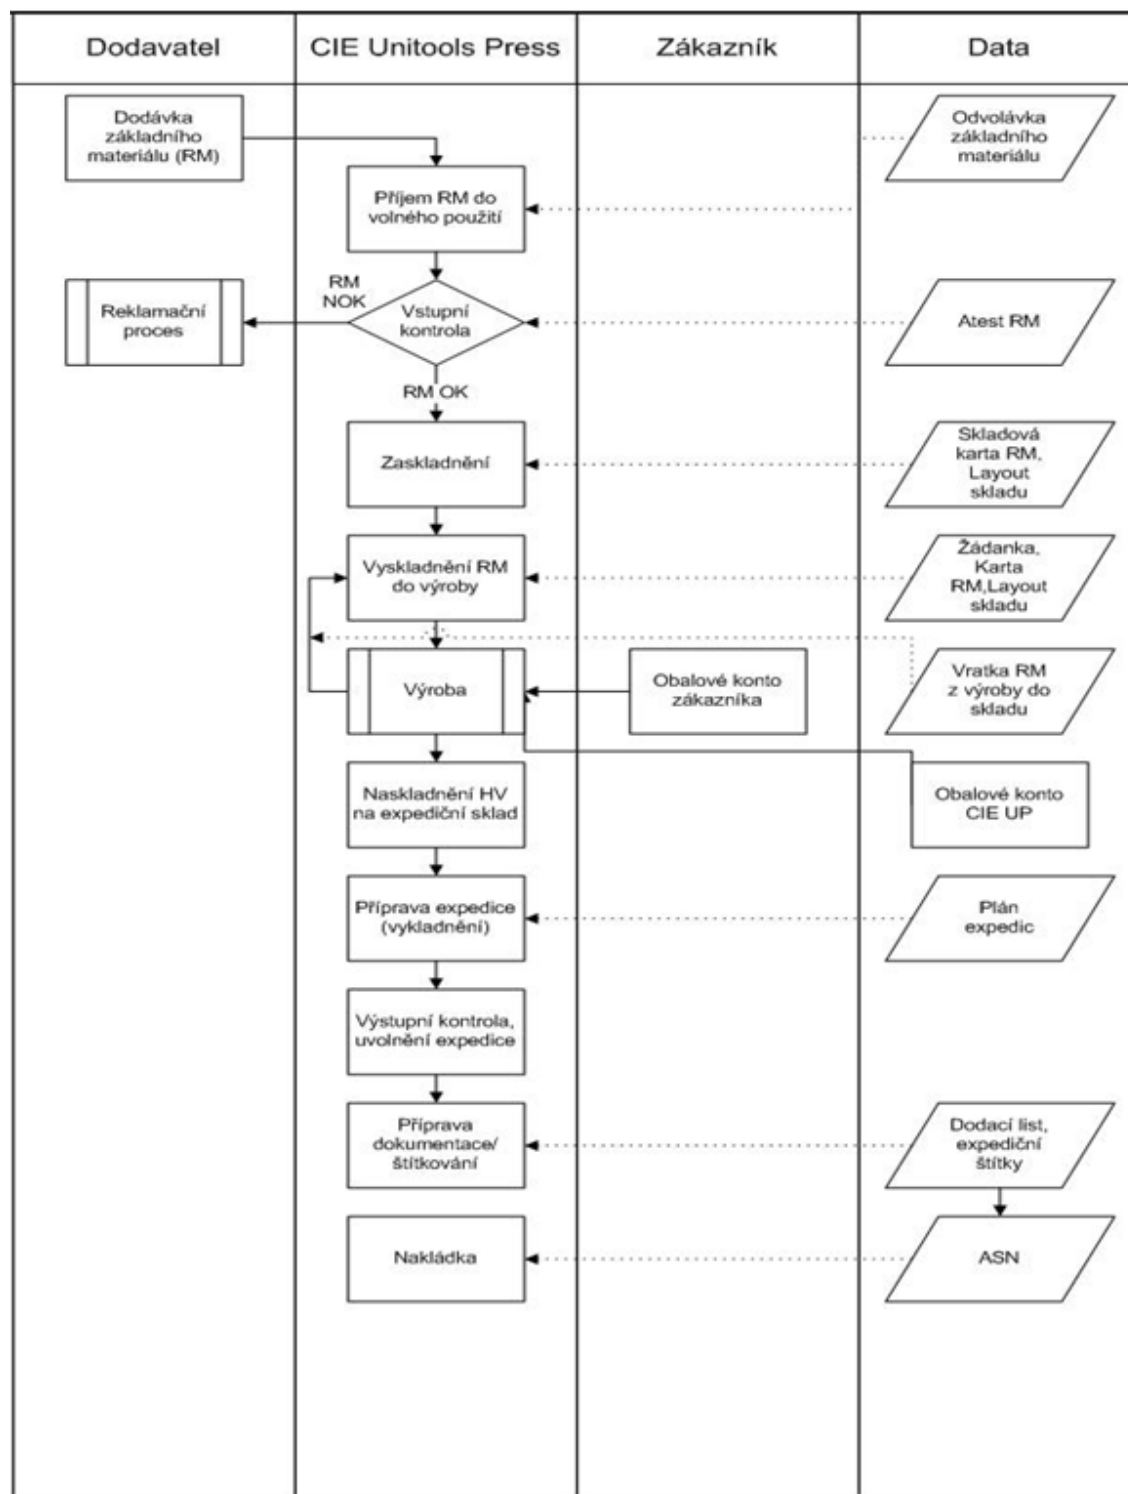 Dodavatel
CIE Unitools Press
Zákazník
Data
Dodávka
základního
materiálu (RM)
Odvolávka
základního
materiálu
Příjem RM do
volného použití
RM
NOK
Reklamační
proces
Vstupní
kontrola
Atest RM
RM OK
Zaskladnění
Skladová
karta RM,
Layout
skladu
Vyskladnění RM
do výroby
Žádanka,
Karta
RM,Layout
skladu
Výroba
Obalové konto
zákazníka
Vratka RM
z výroby do
skladu
Naskladnění HV
na expediční sklad
Obalové konto
CIE UP
Příprava expedice
(vykladnění)
Plán
expedic
Výstupní kontrola,
uvolnění expedice
Příprava
dokumentace/
štítkování
Dodací list,
expediční
štítky
Nakládka
ASN